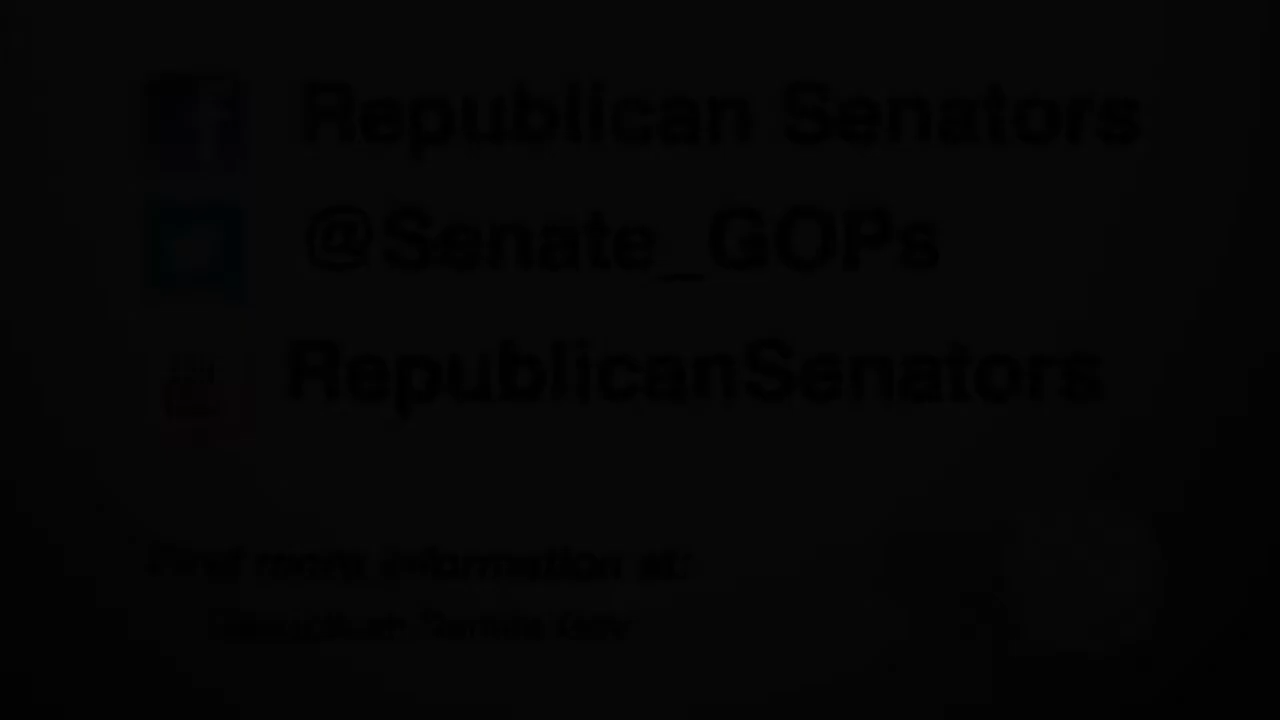 Republican Senators
@Senate_GOPs
RepublicanSenators
Find more information at: